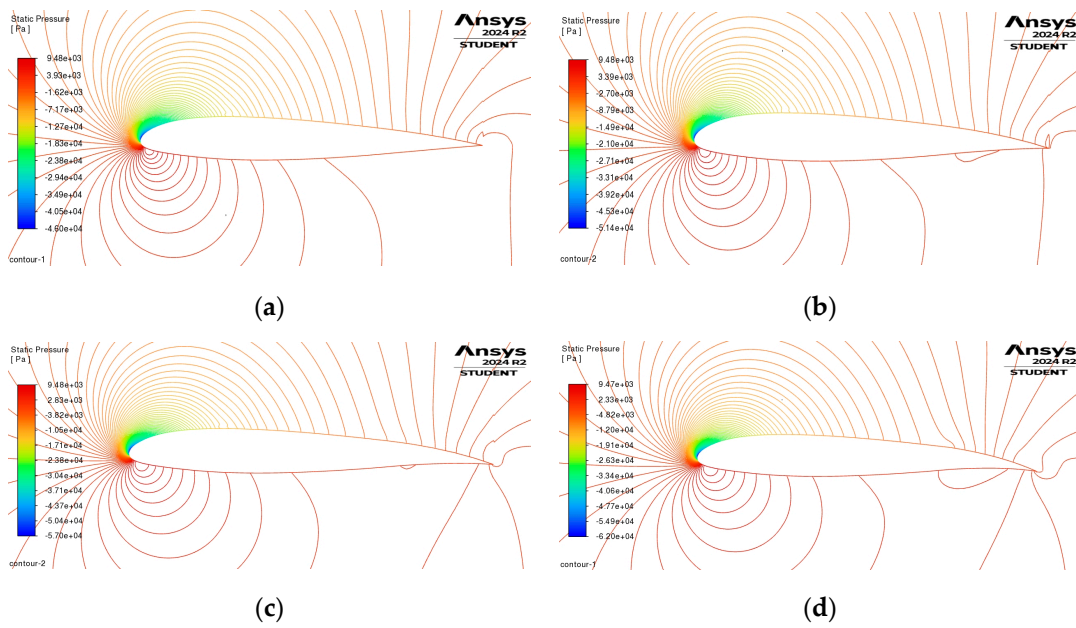 Static Pressure
[ Pa ]
9.48e+03
3.93e+03
-1.62e+03
-7.17e+03
-1.27e+04
-1.83e+04
-2.38e+04
-2.94e+04
-3.49e+04
-4.05e+04
-4.60e+04
contour-1
Ansys
2024 R2
STUDENT
(a)
Static Pressure
[ Pa ]
9.48e+03
3.39e+03
-2.70e+03
-8.79e+03
-1.49e+04
-2.10e+04
-2.71e+04
-3.31e+04
-3.92e+04
-4.53e+04
-5.14e+04
contour-2
Ansys
2024 R2
STUDENT
(b)
Static Pressure
[ Pa ]
9.48e+03
2.83e+03
-3.82e+03
-1.05e+04
-1.71e+04
-2.38e+04
-3.04e+04
-3.71e+04
-4.37e+04
-5.04e+04
-5.70e+04
contour-2
Ansys
2024 R2
STUDENT
(c)
Static Pressure
[ Pa ]
9.47e+03
2.33e+03
-4.82e+03
-1.20e+04
-1.91e+04
-2.63e+04
-3.34e+04
-4.06e+04
-4.77e+04
-5.49e+04
-6.20e+04
contour-1
Ansys
2024 R2
STUDENT
(d)